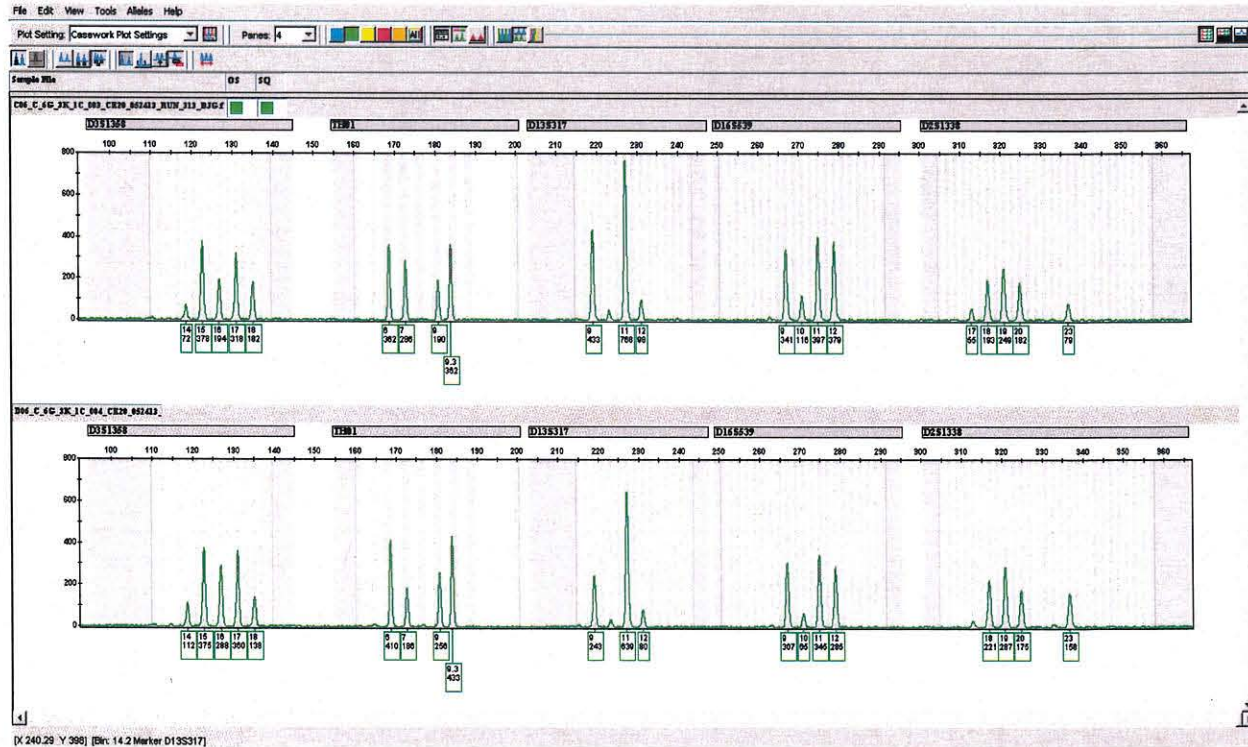 File Edit View Tools Alleles Help
Plot Setting: Casework Plot Settings Panes: 4 All
Sample File OS SQ
D3S1358 TH01 D13S317 D16S539 D2S1338
100 110 120 130 140 150 160 170 180 190 200 210 220 230 240 250 260 270 280 290 300 310 320 330 340 350 360
800
600
400
200
0
14 15 16 17 18 6 7 9 9 11 12 9 10 11 12 17 18 19 20 23
72 378 194 318 182 362 286 190 433 768 98 341 116 397 379 55 193 249 182 79
9.3
362
D3S1358 TH01 D13S317 D16S539 D2S1338
100 110 120 130 140 150 160 170 180 190 200 210 220 230 240 250 260 270 280 290 300 310 320 330 340 350 360
800
600
400
200
0
14 15 16 17 18 6 7 9 9 11 12 9 10 11 12 18 19 20 23
112 375 288 360 138 410 186 256 243 639 80 307 65 345 285 221 287 175 158
9.3
433
[X 240.29 Y 398] [Bin: 14.2 Marker D13S317]